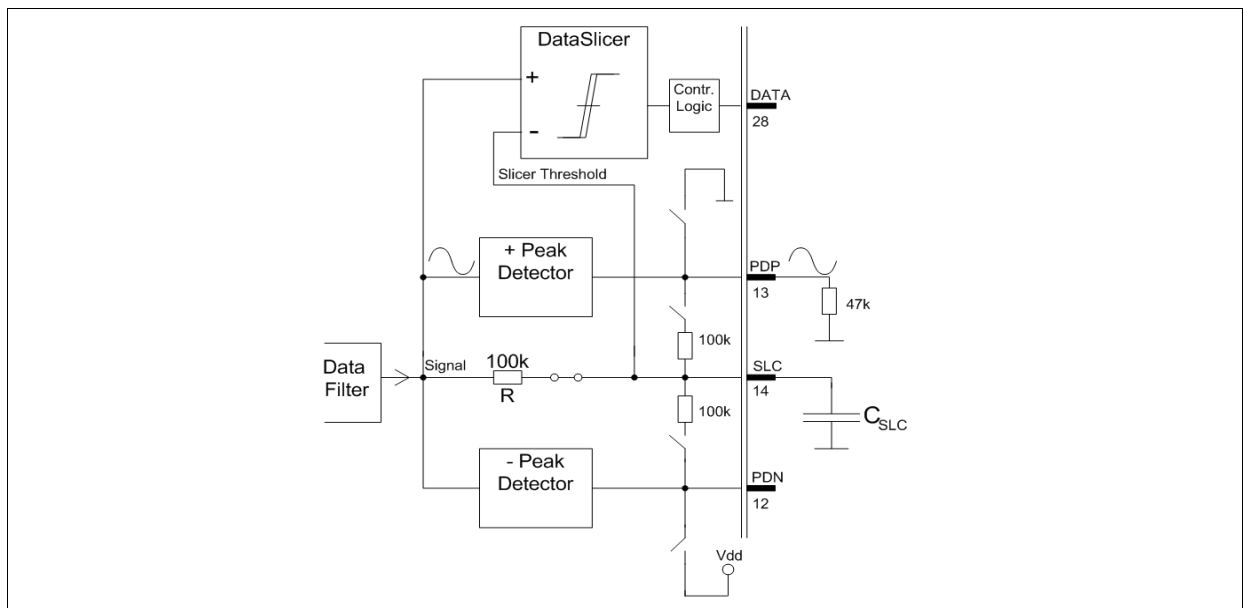 DataSlicer
+
-
Contr.
Logic
DATA
28
Slicer Threshold
+ Peak
Detector
PDP
13
47k
100k
Data
Filter
Signal
100k
R
SLC
14
C SLC
100k
- Peak
Detector
PDN
12
Vdd